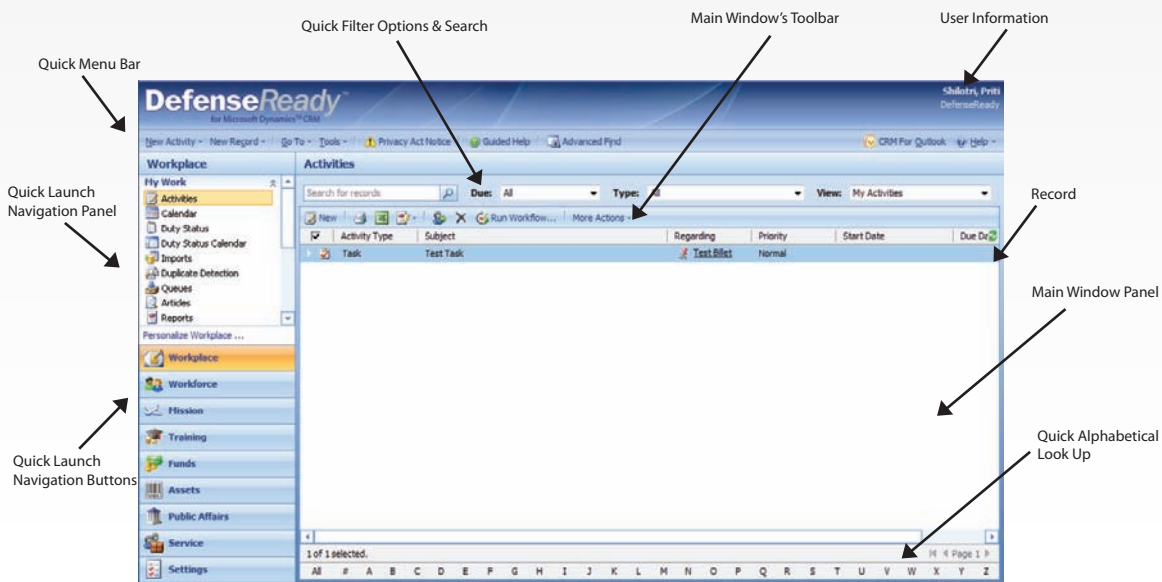 Quick Filter Options & Search
Main Window's Toolbar
User Information
Quick Menu Bar
DefenseReady™
for Microsoft Dynamics™ CRM
Shilotri, Priti
DefenseReady
New Activity New Record Go To Tools Privacy Act Notice Guided Help Advanced Find CRM For Outlook Help
Workplace
Activities
My Work
Activities
Calendar
Duty Status
Duty Status Calendar
Imports
Duplicate Detection
Queues
Articles
Reports
Personalize Workplace ...
Search for records Due: All Type: All View: My Activities
New Run Workflow... More Actions
Activity Type Subject Regarding Priority Start Date Due Da
Task Test Task Test Billet Normal
Quick Launch
Navigation Panel
Record
Main Window Panel
Workplace
Workforce
Mission
Training
Funds
Assets
Public Affairs
Service
Settings
Quick Launch
Navigation Buttons
Quick Alphabetical
Look Up
1 of 1 selected. Page 1
All # A B C D E F G H I J K L M N O P Q R S T U V W X Y Z